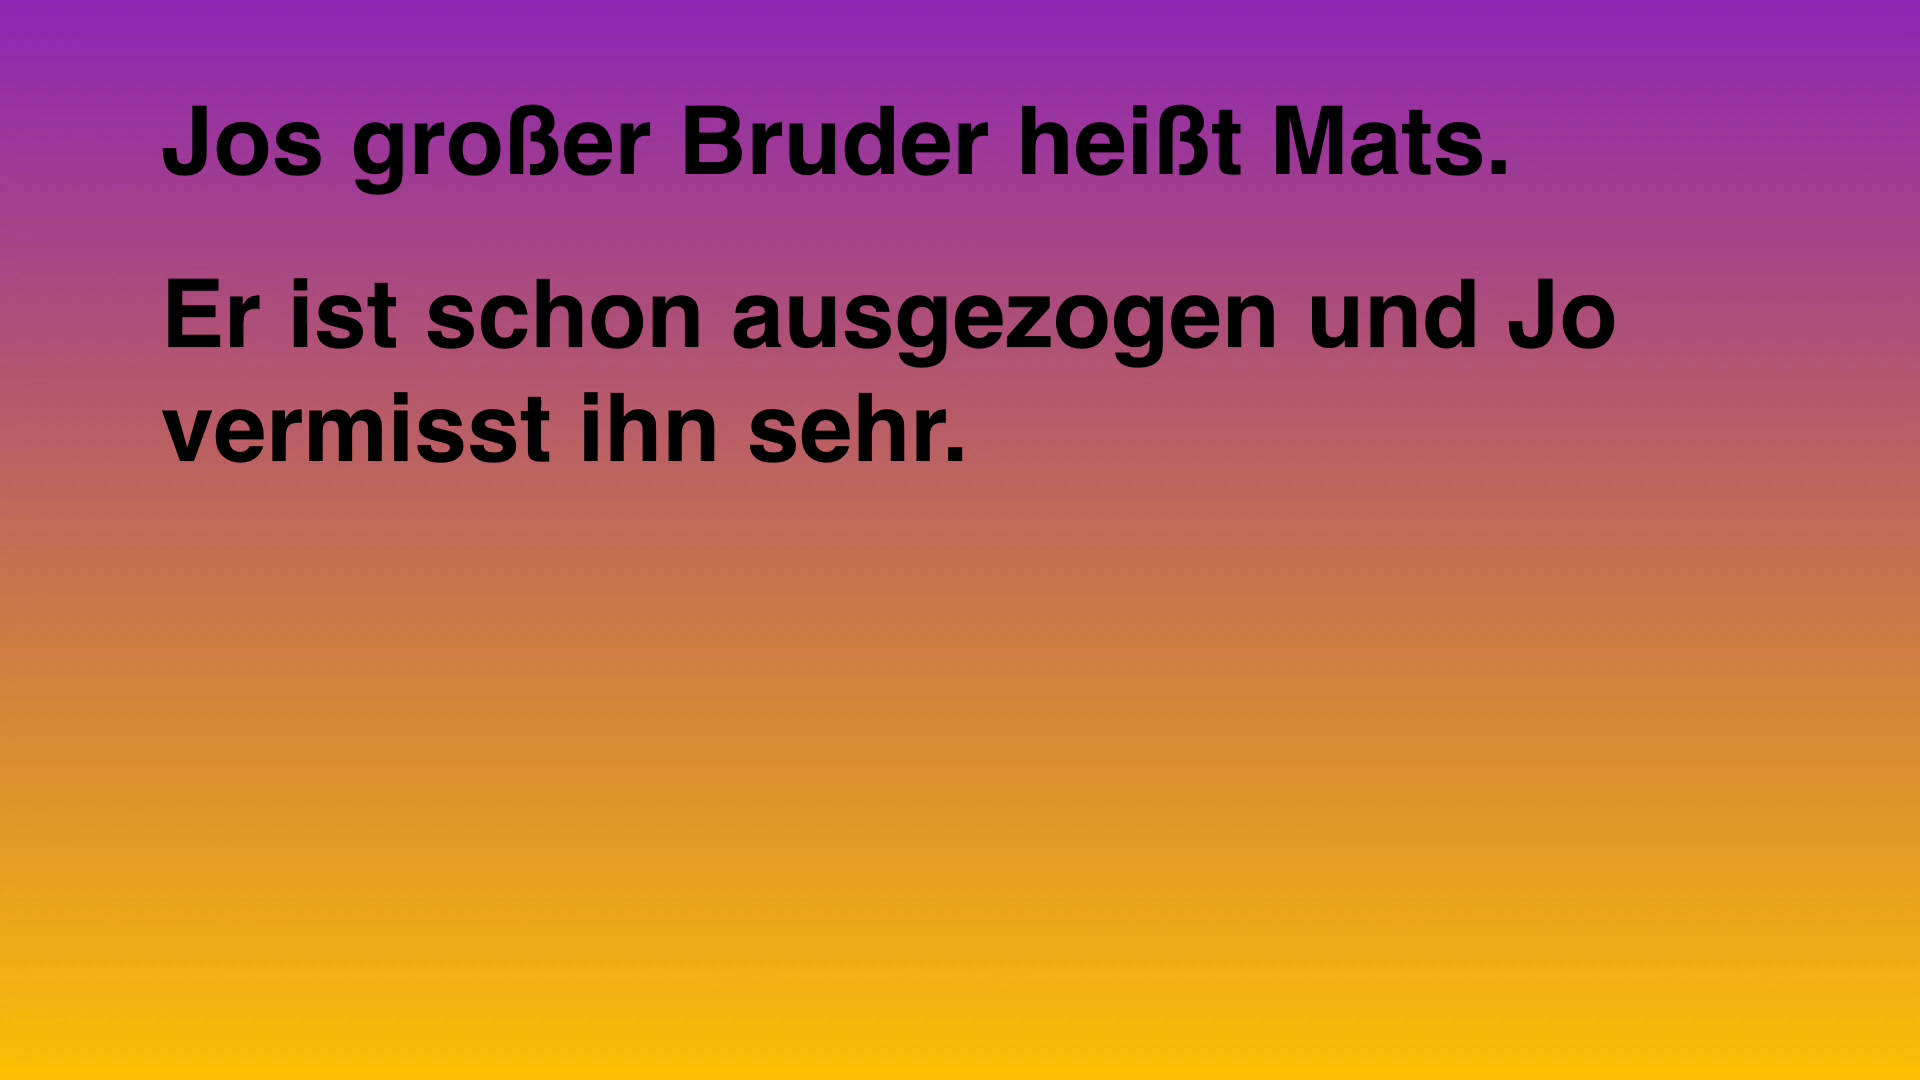 Jos großer Bruder heißt Mats.
Er ist schon ausgezogen und Jo
vermisst ihn sehr.